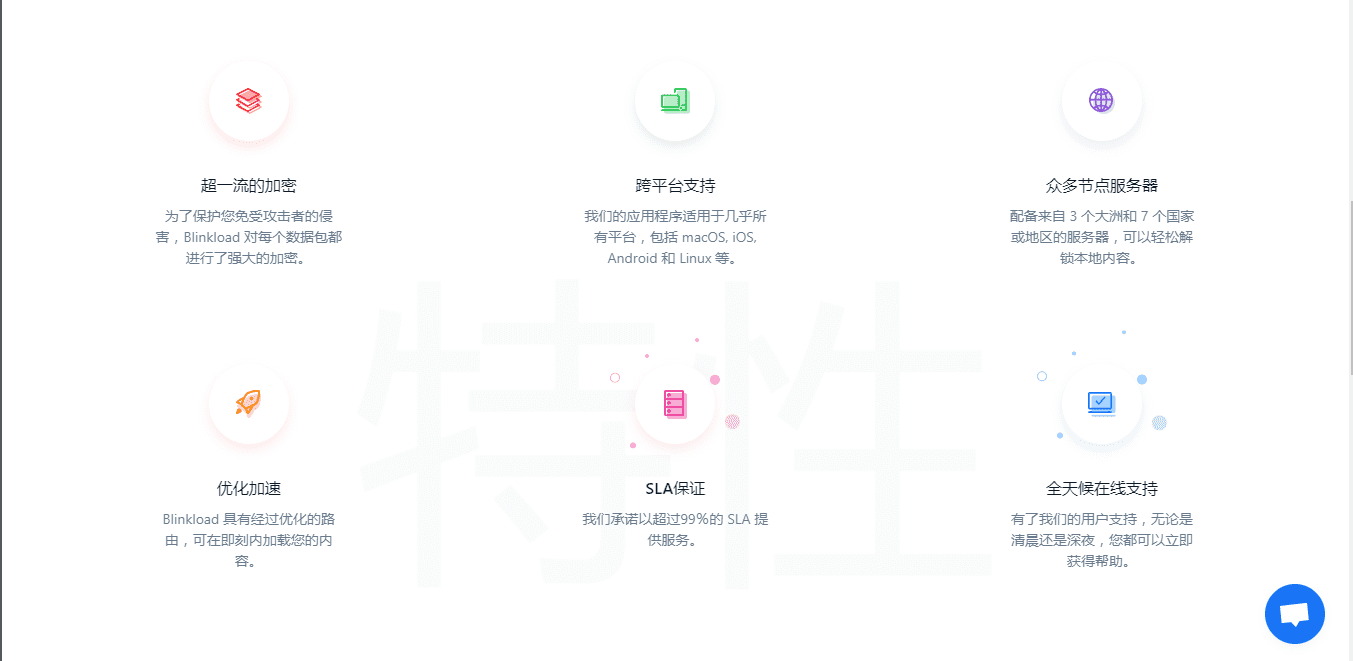 超一流的加密
为了保护您免受攻击者的侵
害，Blinkload 对每个数据包都
进行了强大的加密。
跨平台支持
我们的应用程序适用于几乎所
有平台，包括 macOS, iOS,
Android 和 Linux 等。
众多节点服务器
配备来自 3 个大洲和 7 个国家
或地区的服务器，可以轻松解
锁本地内容。
特性
优化加速
Blinkload 具有经过优化的路
由，可在即刻内加载您的内
容。
SLA保证
我们承诺以超过99%的 SLA 提
供服务。
全天候在线支持
有了我们的用户支持，无论是
清晨还是深夜，您都可以立即
获得帮助。